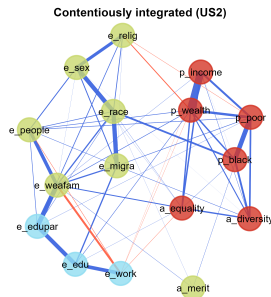 Contentiously integrated (US2)
e_relig
e_sex
p_income
e_race
p_wealth
p_poor
e_people
e_migra
p_black
e_weafam
a_equality
a_diversity
e_edupar
e_edu
e_work
a_merit